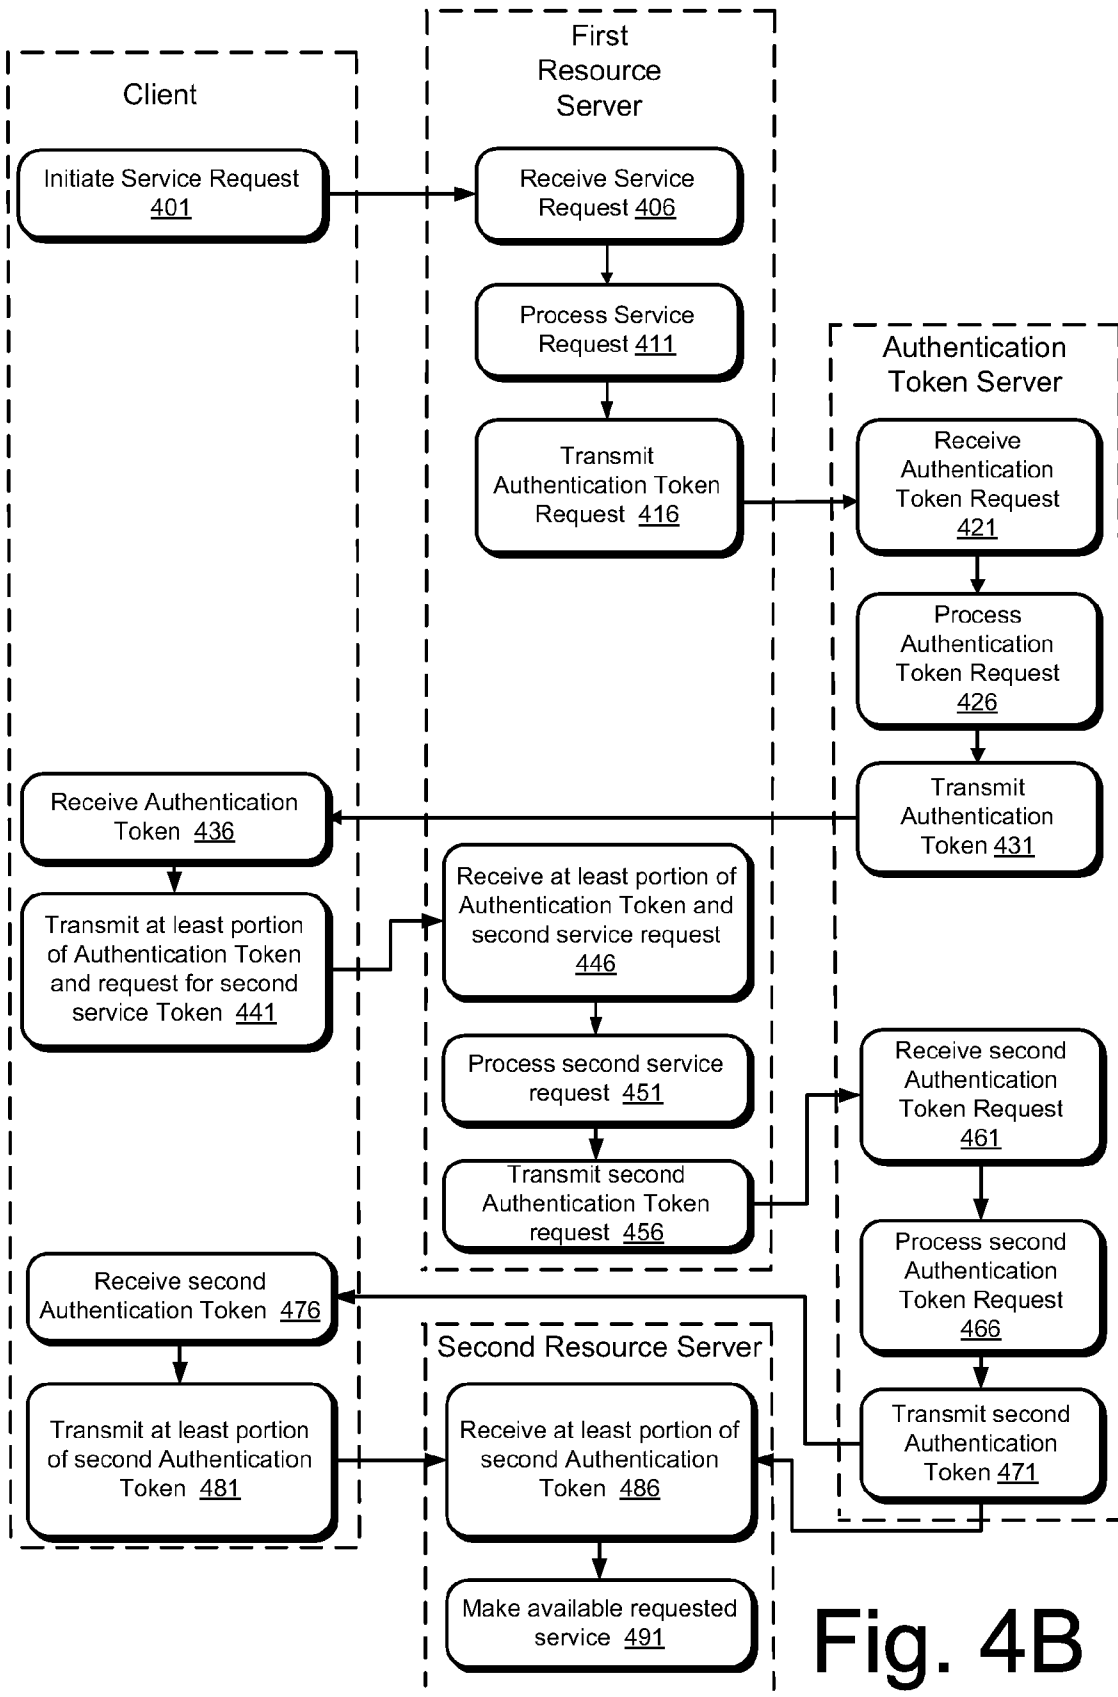 Client
First
Resource
Server
Initiate Service Request
401
Receive Service
Request 406
Process Service
Request 411
Authentication
Token Server
Transmit
Authentication Token
Request 416
Receive
Authentication
Token Request
421
Process
Authentication
Token Request
426
Transmit
Authentication
Token 431
Receive Authentication
Token 436
Transmit at least portion
of Authentication Token
and request for second
service Token 441
Receive at least portion of
Authentication Token and
second service request
446
Process second service
request 451
Transmit second
Authentication Token
request 456
Receive second
Authentication
Token Request
461
Process second
Authentication
Token Request
466
Transmit second
Authentication
Token 471
Receive second
Authentication Token 476
Transmit at least portion
of second Authentication
Token 481
Second Resource Server
Receive at least portion of
second Authentication
Token 486
Make available requested
service 491
Fig. 4B